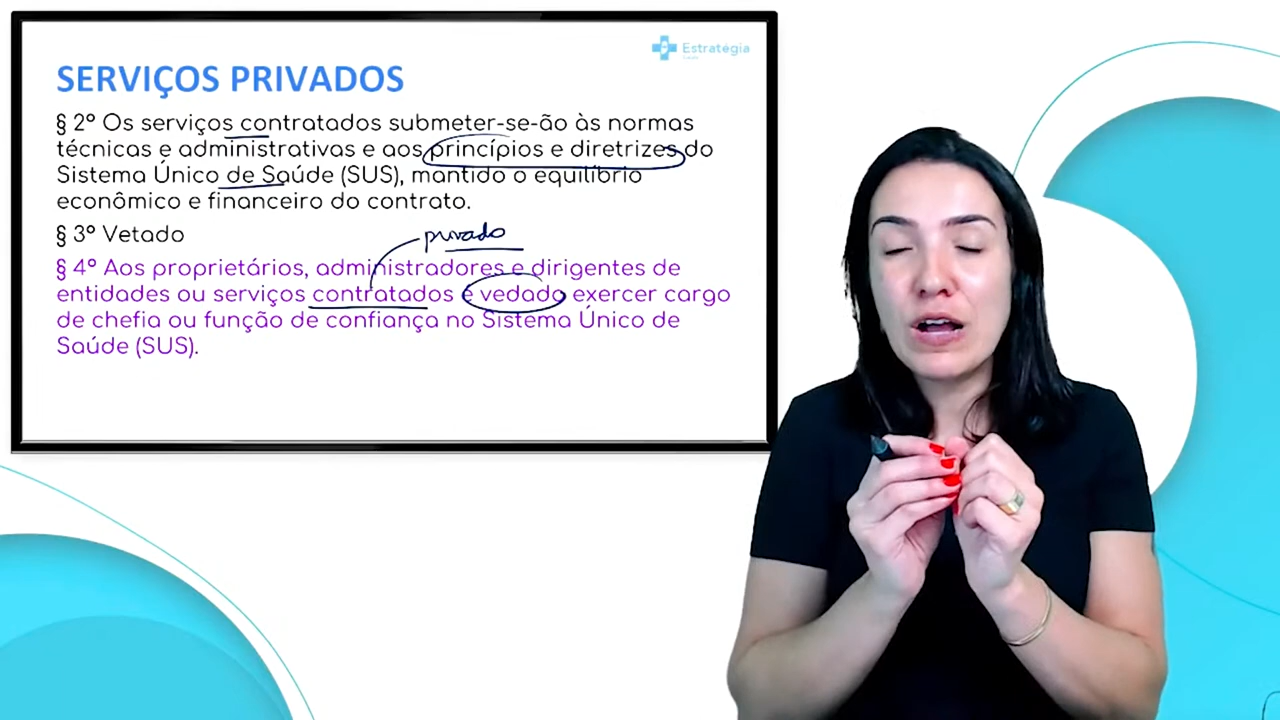 Estratégia
SERVIÇOS PRIVADOS
§ 2º Os serviços contratados submeter-se-ão às normas
técnicas e administrativas e aos princípios e diretrizes do
Sistema Único de Saúde (SUS), mantido o equilíbrio
econômico e financeiro do contrato.
§ 3º Vetado
privado
§ 4º Aos proprietários, administradores e dirigentes de
entidades ou serviços contratados é vedado exercer cargo
de chefia ou função de confiança no Sistema Único de
Saúde (SUS).